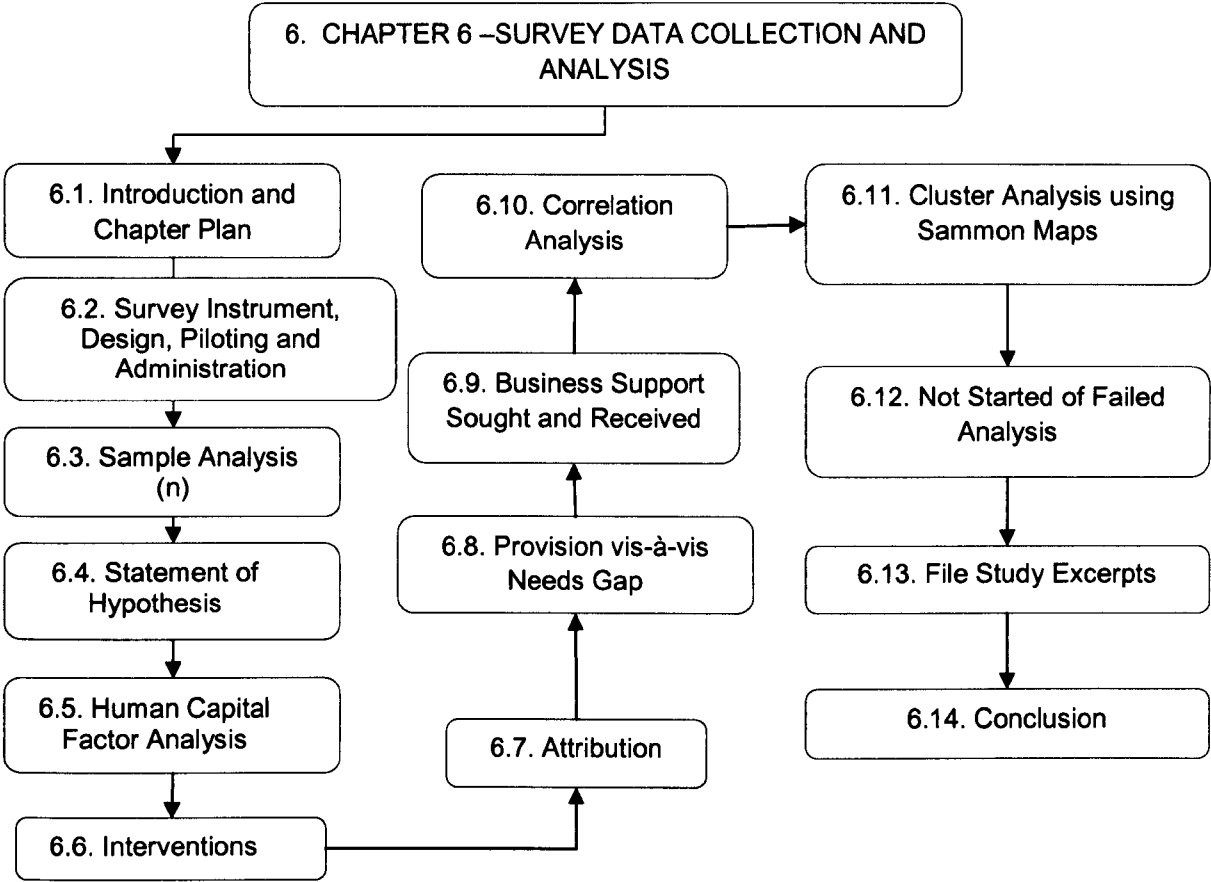 6. CHAPTER 6 –SURVEY DATA COLLECTION AND
ANALYSIS
6.1. Introduction and
Chapter Plan
6.2. Survey Instrument,
Design, Piloting and
Administration
6.3. Sample Analysis
(n)
6.4. Statement of
Hypothesis
6.5. Human Capital
Factor Analysis
6.6. Interventions
6.7. Attribution
6.8. Provision vis-à-vis
Needs Gap
6.9. Business Support
Sought and Received
6.10. Correlation
Analysis
6.11. Cluster Analysis using
Sammon Maps
6.12. Not Started of Failed
Analysis
6.13. File Study Excerpts
6.14. Conclusion